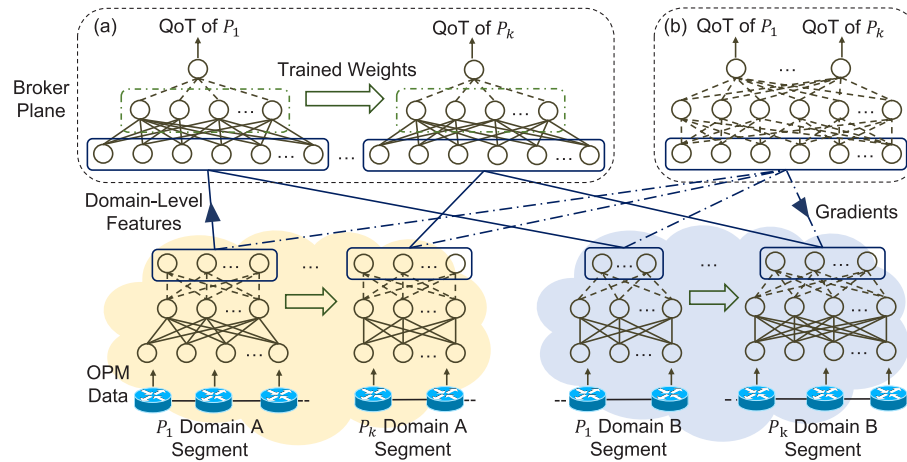 (a)
QoT of P₁
QoT of Pₖ
(b)
QoT of P₁
QoT of Pₖ
Broker
Plane
Trained Weights
...
Domain-Level
Features
Gradients
OPM
Data
P₁ Domain A
Segment
Pₖ Domain A
Segment
P₁ Domain B
Segment
Pₖ Domain B
Segment